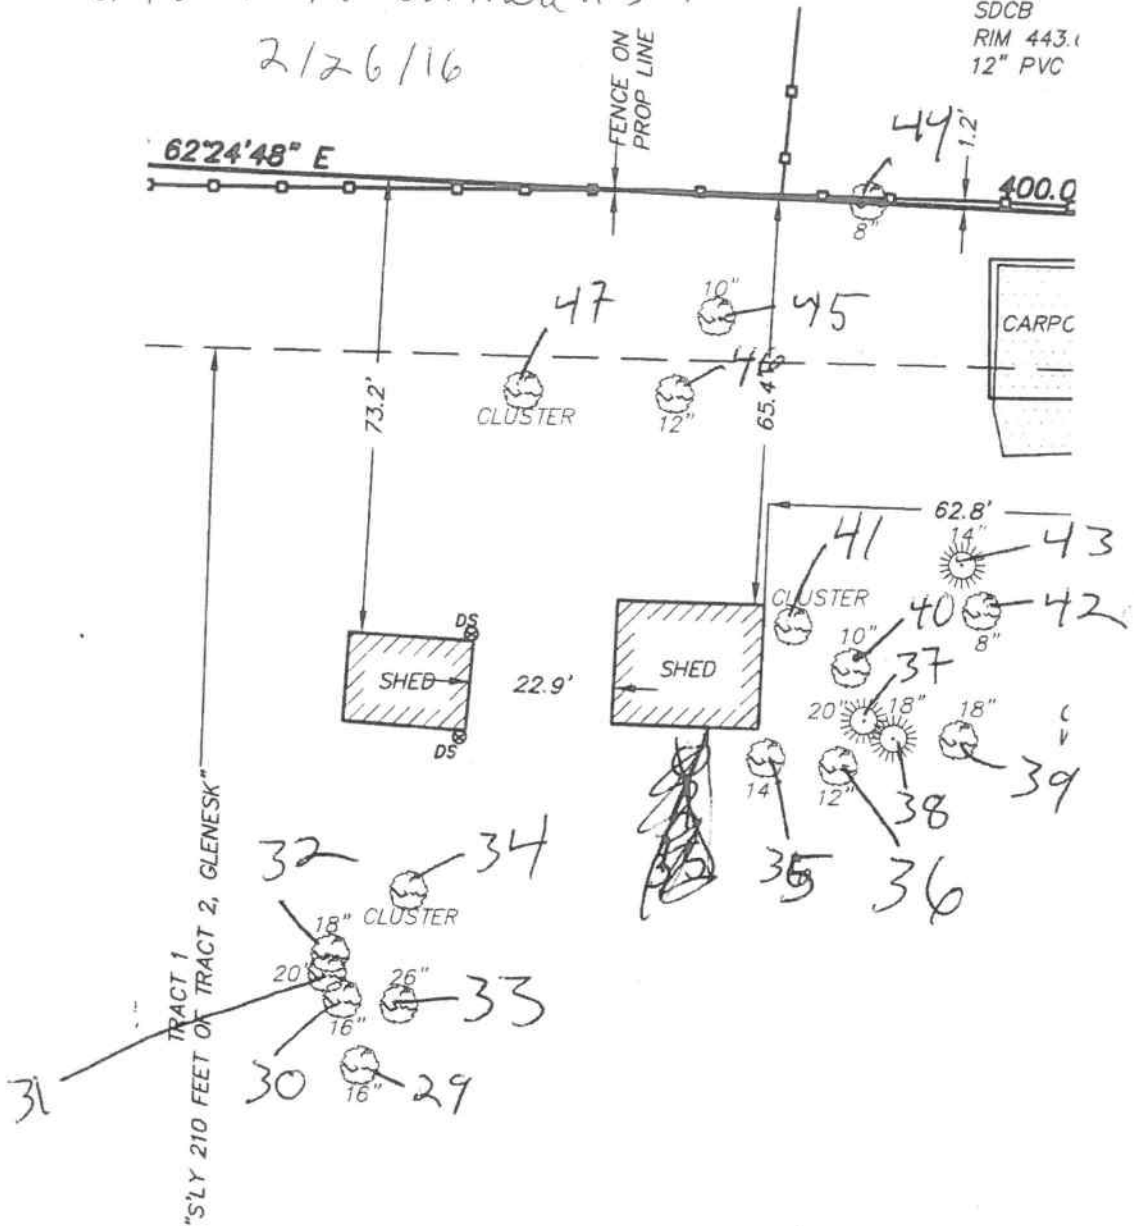 2/26/16
SDCB
RIM 443.
12" PVC
FENCE ON
PROP LINE
62°24'48" E
44
1.2'
400.0
8"
47
10"
45
CARPC
46
CLUSTER
12"
73.2'
65.4'
62.8'
14"
43
41
CLUSTER
40
42
8"
10"
37
DS
SHED
22.9'
SHED
20"
18"
18"
DS
14
12"
39
38
35
36
32
34
CLUSTER
18"
20"
26"
33
16"
31
30
16"
29
TRACT 1
"S'LY 210 FEET OF TRACT 2, GLENESK"